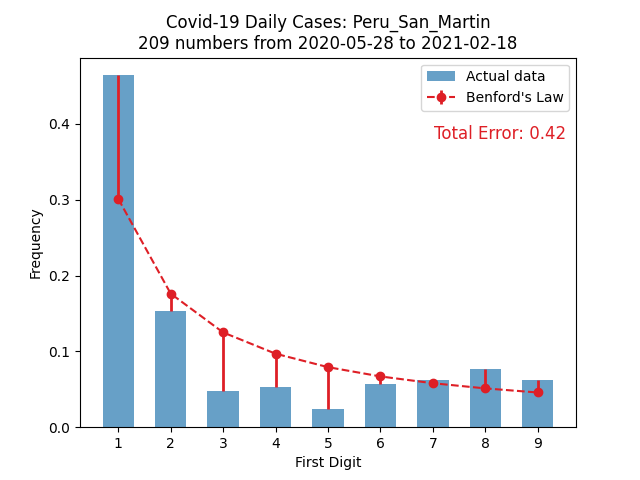 Covid-19 Daily Cases: Peru_San_Martin
209 numbers from 2020-05-28 to 2021-02-18
Actual data
Benford's Law
Total Error: 0.42
Frequency
0.4
0.3
0.2
0.1
0.0
1 2 3 4 5 6 7 8 9
First Digit